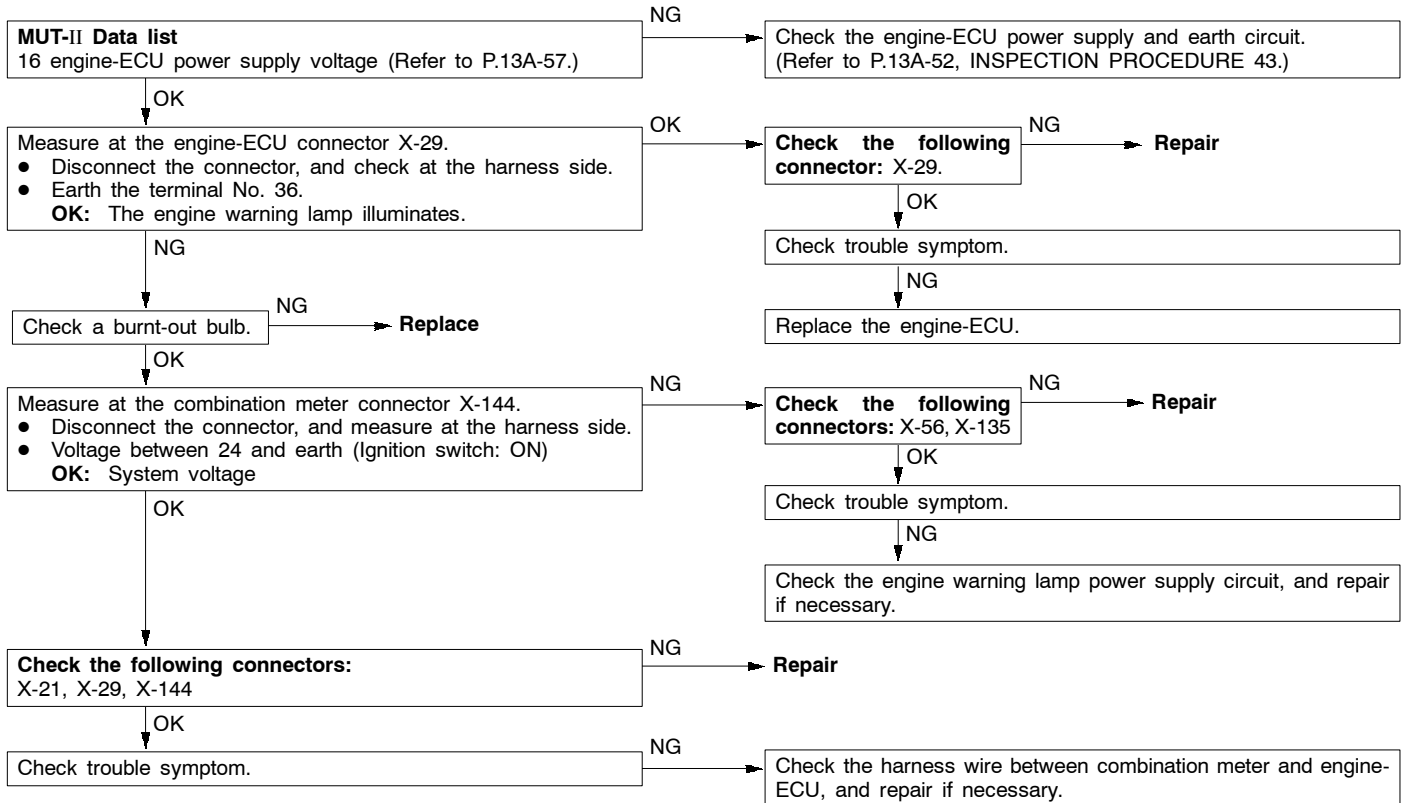 MUT-II Data list
16 engine-ECU power supply voltage (Refer to P.13A-57.)
NG
Check the engine-ECU power supply and earth circuit.
(Refer to P.13A-52, INSPECTION PROCEDURE 43.)
OK
Measure at the engine-ECU connector X-29.
● Disconnect the connector, and check at the harness side.
● Earth the terminal No. 36.
OK: The engine warning lamp illuminates.
OK
Check the following
connector: X-29.
NG
Repair
OK
Check trouble symptom.
NG
Replace the engine-ECU.
NG
Check a burnt-out bulb.
NG
Replace
OK
Measure at the combination meter connector X-144.
● Disconnect the connector, and measure at the harness side.
● Voltage between 24 and earth (Ignition switch: ON)
OK: System voltage
NG
Check the following
connectors: X-56, X-135
NG
Repair
OK
Check trouble symptom.
NG
Check the engine warning lamp power supply circuit, and repair
if necessary.
OK
Check the following connectors:
X-21, X-29, X-144
NG
Repair
OK
Check trouble symptom.
NG
Check the harness wire between combination meter and engine-
ECU, and repair if necessary.